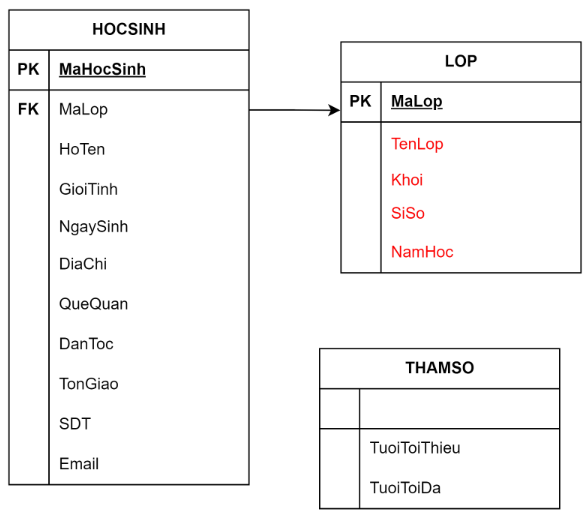 HOCSINH
PK MaHocSinh
FK MaLop
HoTen
GioiTinh
NgaySinh
DiaChi
QueQuan
DanToc
TonGiao
SDT
Email
LOP
PK MaLop
TenLop
Khoi
SiSo
NamHoc
THAMSO
TuoiToiThieu
TuoiToiDa